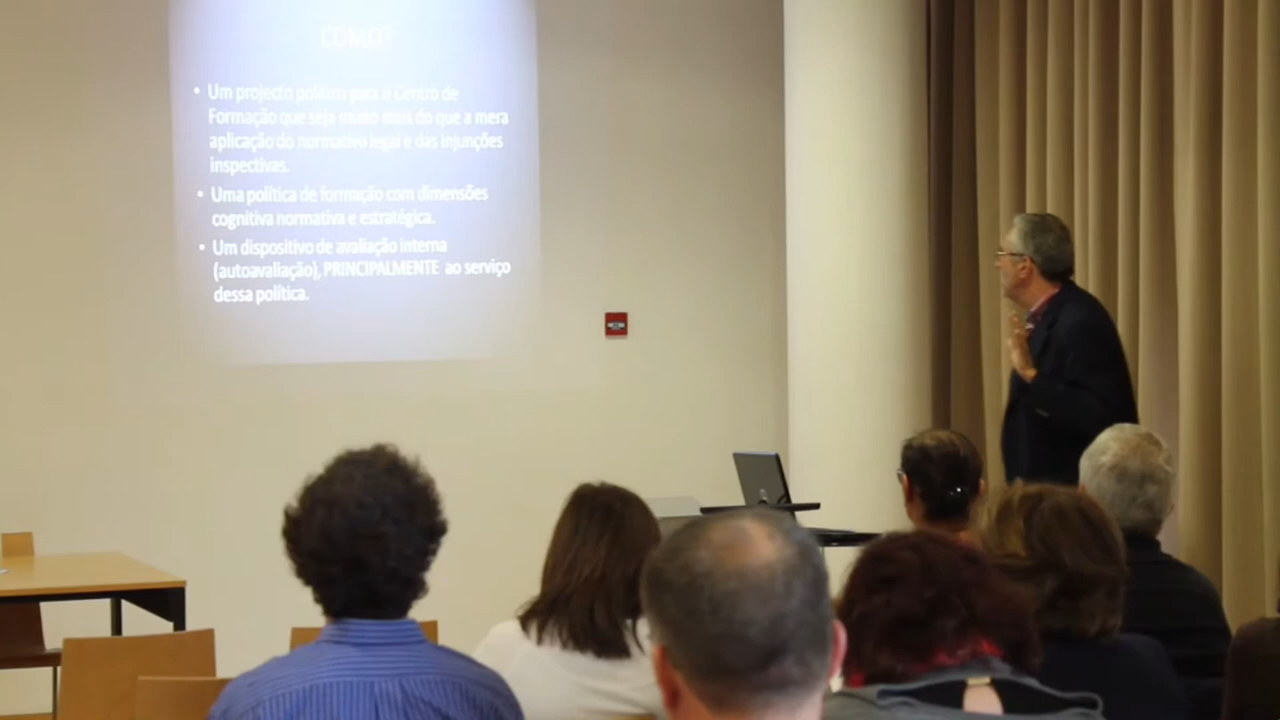 COMO?
• Um projecto político para o Centro de
Formação que seja muito mais do que a mera
aplicação do normativo legal e das injunções
inspectivas.
• Uma política de formação com dimensões
cognitiva normativa e estratégica.
• Um dispositivo de avaliação interna
(autoavaliação), PRINCIPALMENTE ao serviço
dessa política.